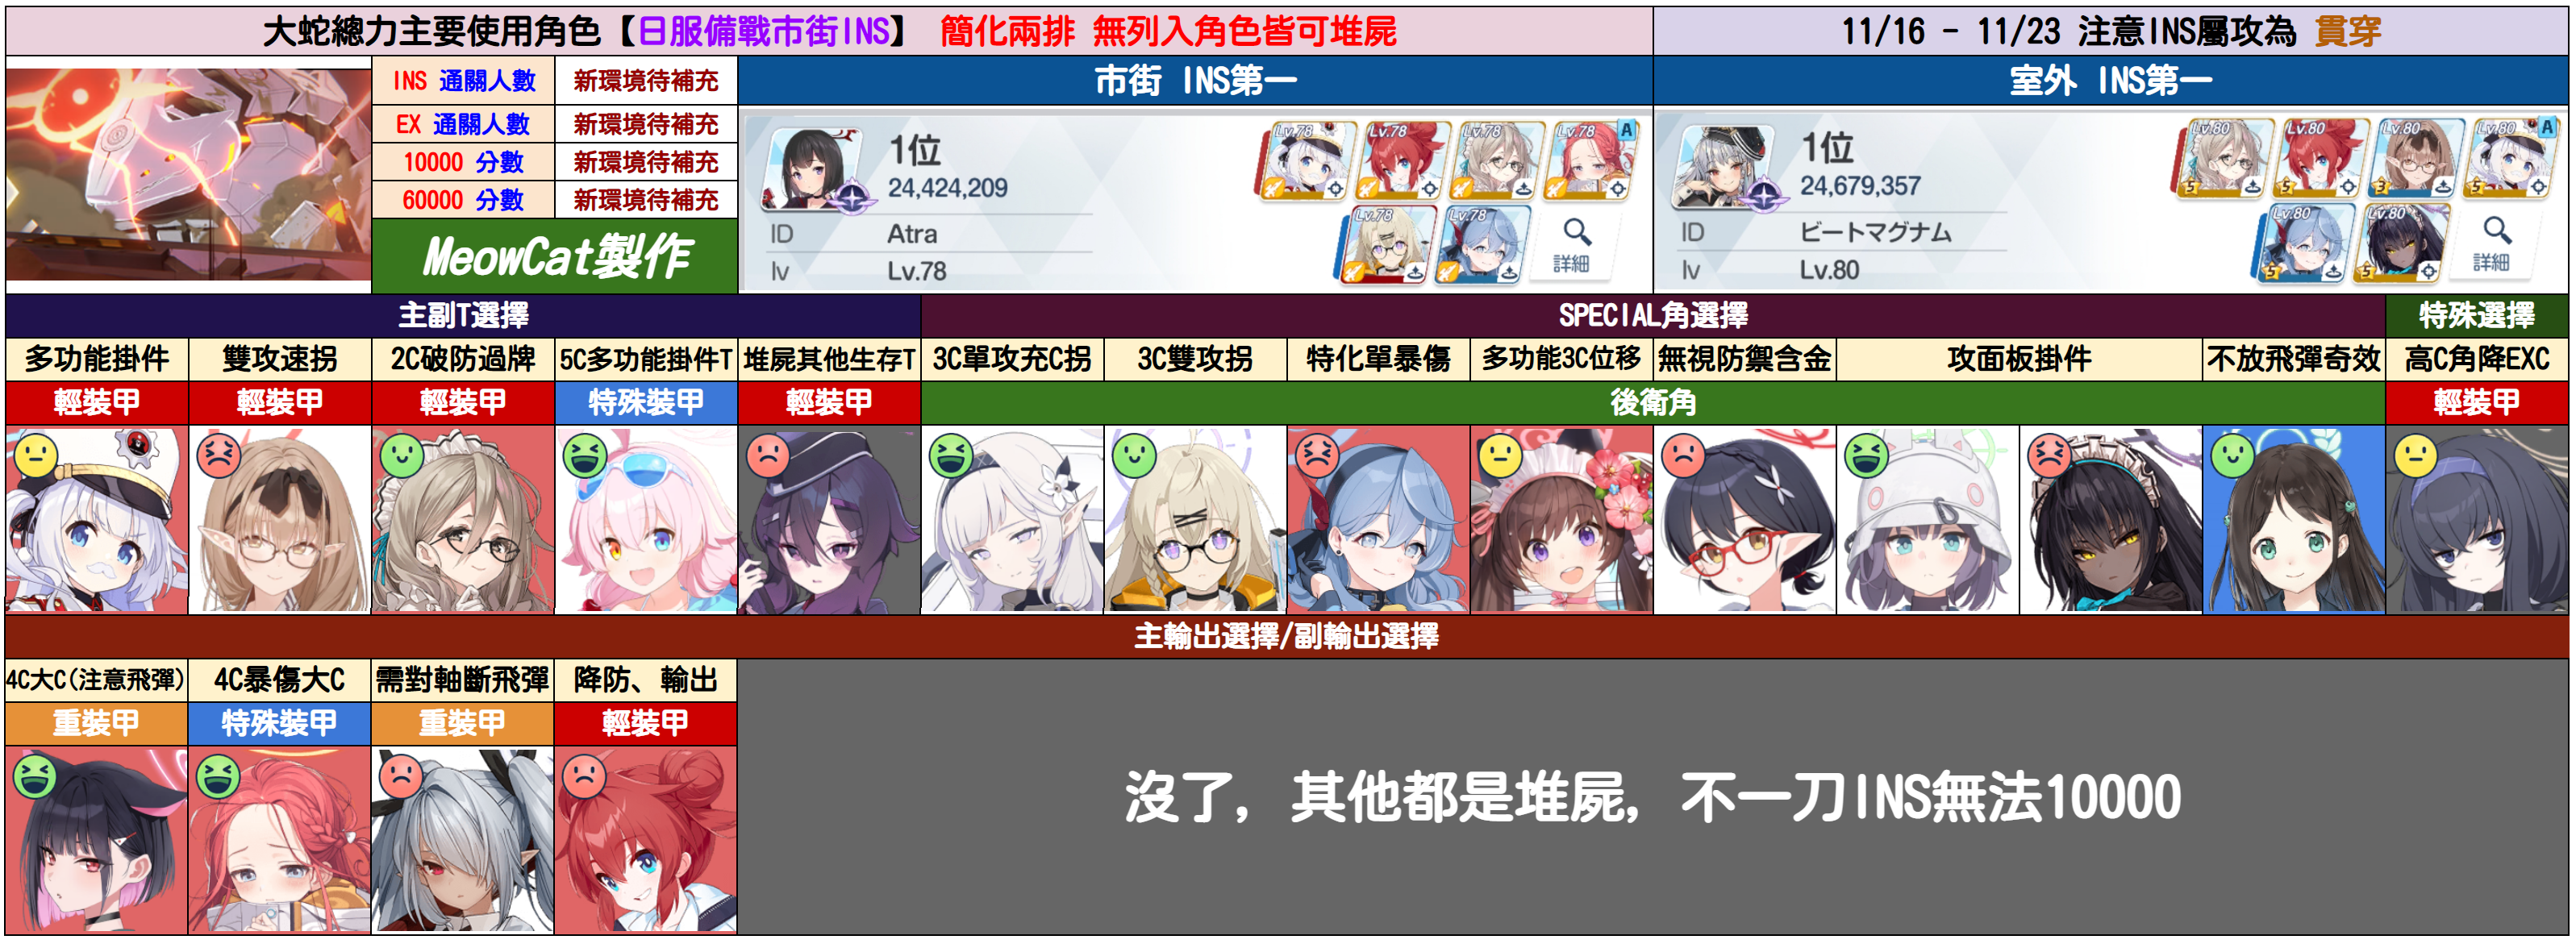 大蛇總力主要使用角色【日服備戰市街INS】 簡化兩排 無列入角色皆可堆屍
11/16 - 11/23 注意INS屬攻為 貫穿
INS 通關人數 新環境待補充
EX 通關人數 新環境待補充
10000 分數 新環境待補充
60000 分數 新環境待補充
MeowCat製作
市街 INS第一
1位
24,424,209
ID Atra
lv Lv.78
Lv.78 Lv.78 Lv.78 Lv.78 A
Lv.78 Lv.78
詳細
室外 INS第一
1位
24,679,357
ID ビートマグナム
lv Lv.80
Lv.80 Lv.80 Lv.80 Lv.80 A
5 5 3 5
Lv.80 Lv.80
5 5
詳細
主副T選擇 SPECIAL角選擇 特殊選擇
多功能掛件 雙攻速拐 2C破防過牌 5C多功能掛件T 堆屍其他生存T 3C單攻充C拐 3C雙攻拐 特化單暴傷 多功能3C位移 無視防禦含金 攻面板掛件 不放飛彈奇效 高C角降EXC
輕裝甲 輕裝甲 輕裝甲 特殊裝甲 輕裝甲 後衛角 輕裝甲
主輸出選擇/副輸出選擇
4C大C(注意飛彈) 4C暴傷大C 需對軸斷飛彈 降防、輸出
重裝甲 特殊裝甲 重裝甲 輕裝甲
沒了, 其他都是堆屍, 不一刀INS無法10000